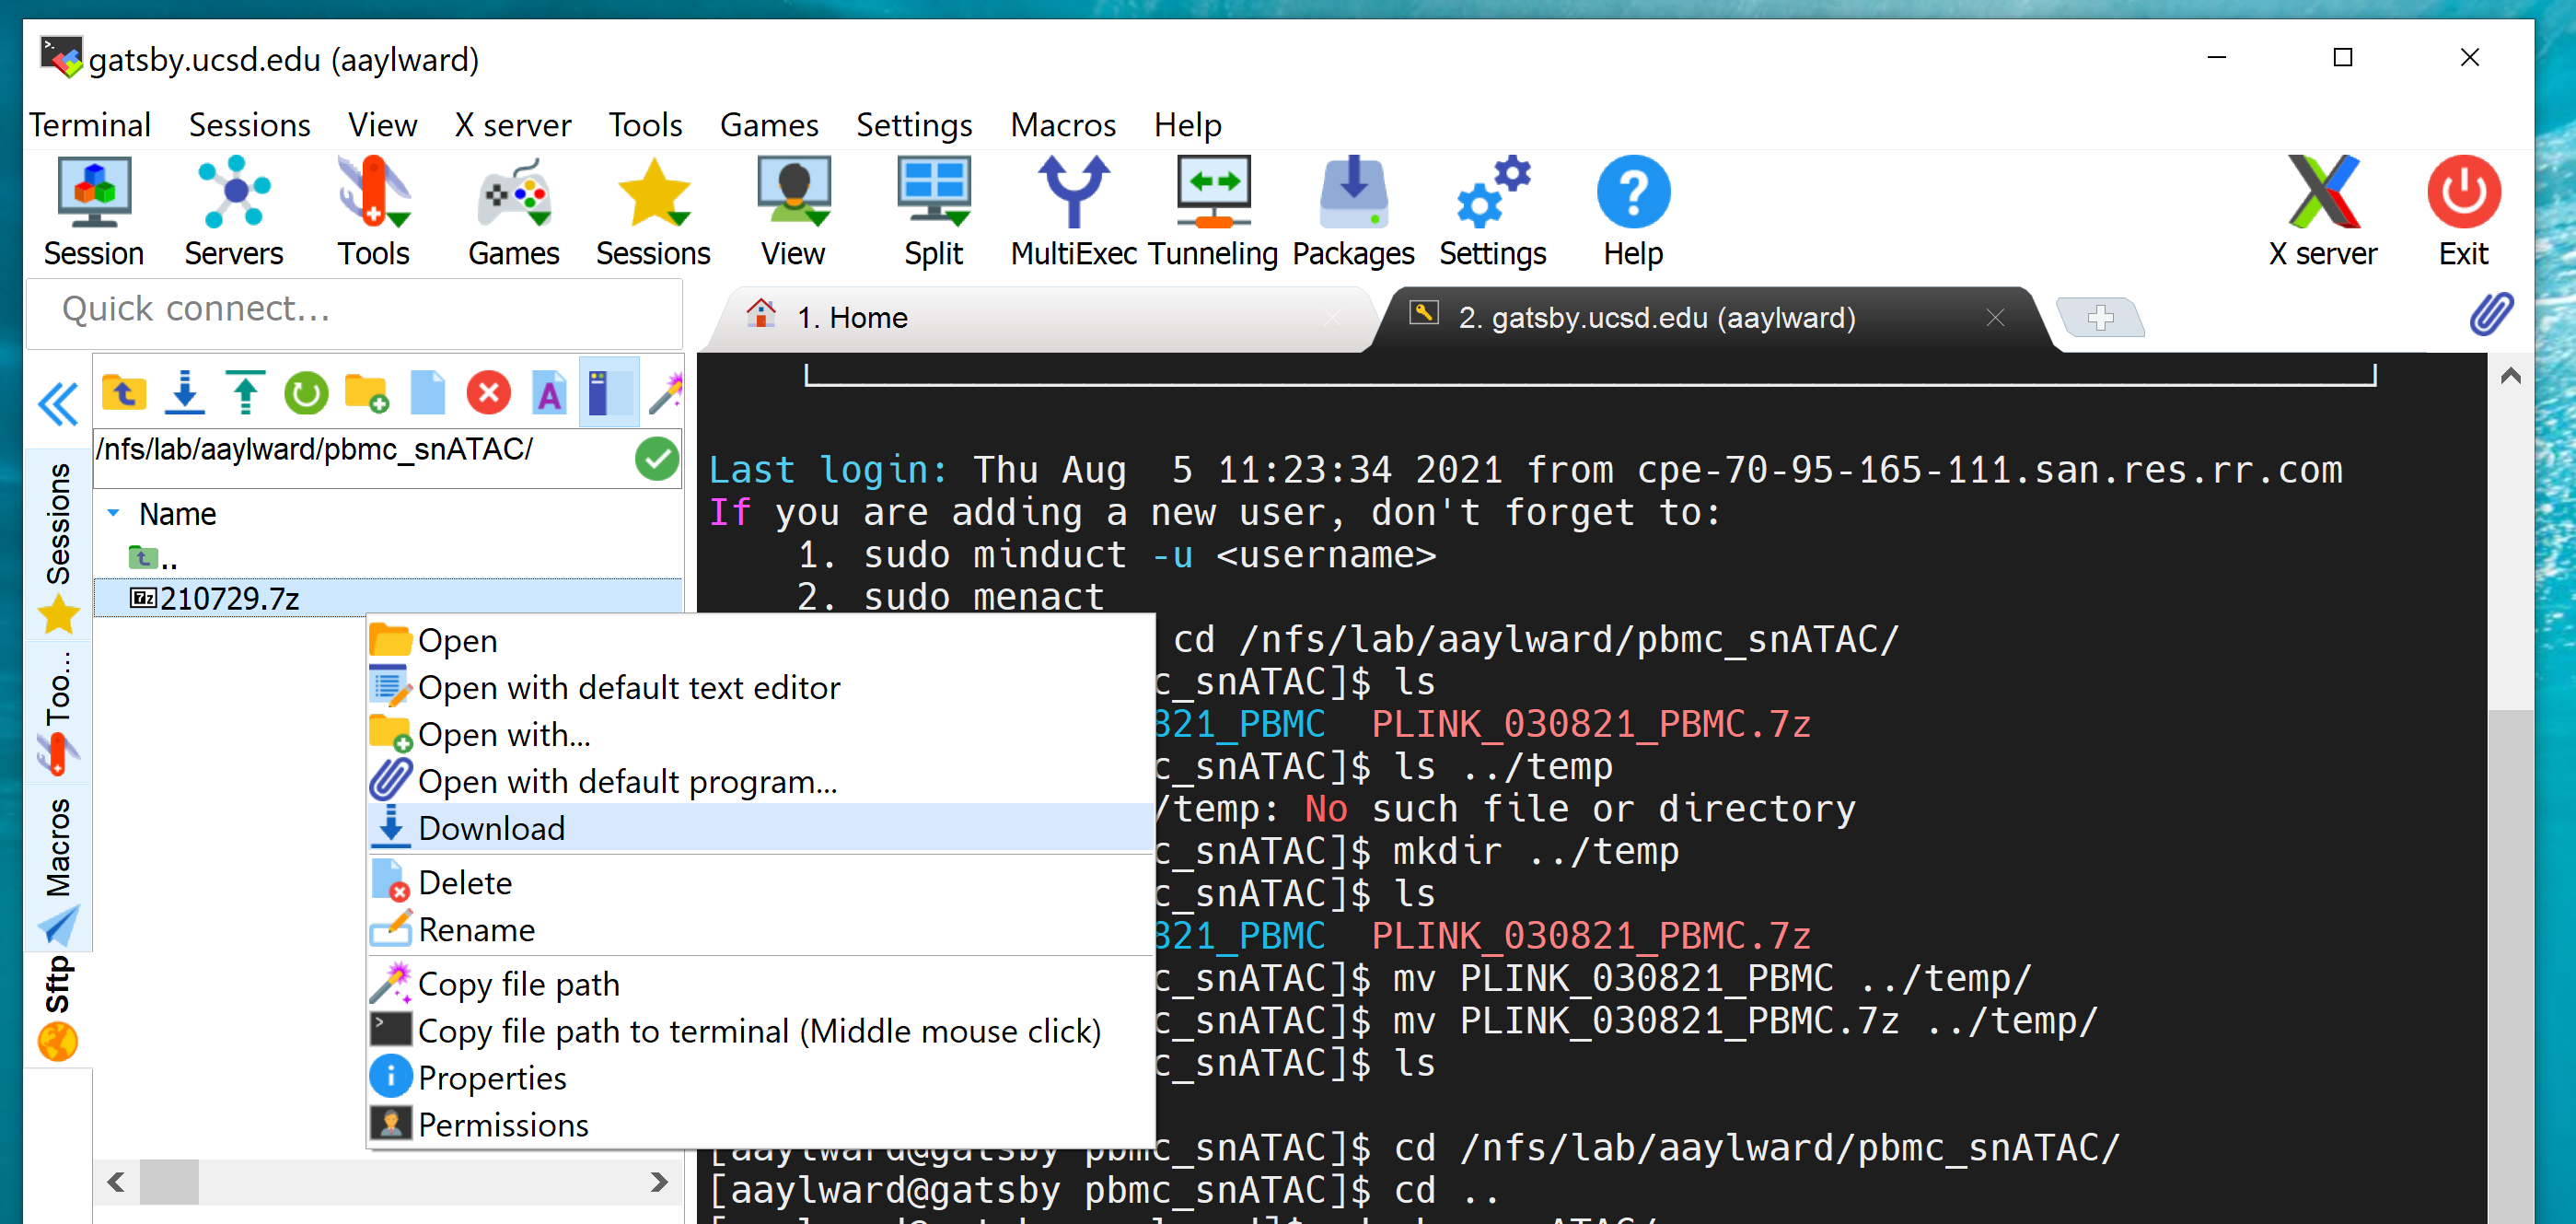 gatsby.ucsd.edu (aaylward)
Terminal Sessions View X server Tools Games Settings Macros Help
Session Servers Tools Games Sessions View Split MultiExec Tunneling Packages Settings Help X server Exit
Quick connect...
1. Home
2. gatsby.ucsd.edu (aaylward)
/nfs/lab/aaylward/pbmc_snATAC/
Name
..
210729.7z
Sessions
Too...
Macros
Sftp
Open
Open with default text editor
Open with...
Open with default program...
Download
Delete
Rename
Copy file path
Copy file path to terminal (Middle mouse click)
Properties
Permissions
Last login: Thu Aug  5 11:23:34 2021 from cpe-70-95-165-111.san.res.rr.com
If you are adding a new user, don't forget to:
1. sudo minduct -u <username>
2. sudo menact
cd /nfs/lab/aaylward/pbmc_snATAC/
c_snATAC]$ ls
821_PBMC  PLINK_030821_PBMC.7z
c_snATAC]$ ls ../temp
/temp: No such file or directory
c_snATAC]$ mkdir ../temp
c_snATAC]$ ls
821_PBMC  PLINK_030821_PBMC.7z
c_snATAC]$ mv PLINK_030821_PBMC ../temp/
c_snATAC]$ mv PLINK_030821_PBMC.7z ../temp/
c_snATAC]$ ls
[aaylward@gatsby pbmc_snATAC]$ cd /nfs/lab/aaylward/pbmc_snATAC/
[aaylward@gatsby pbmc_snATAC]$ cd ..